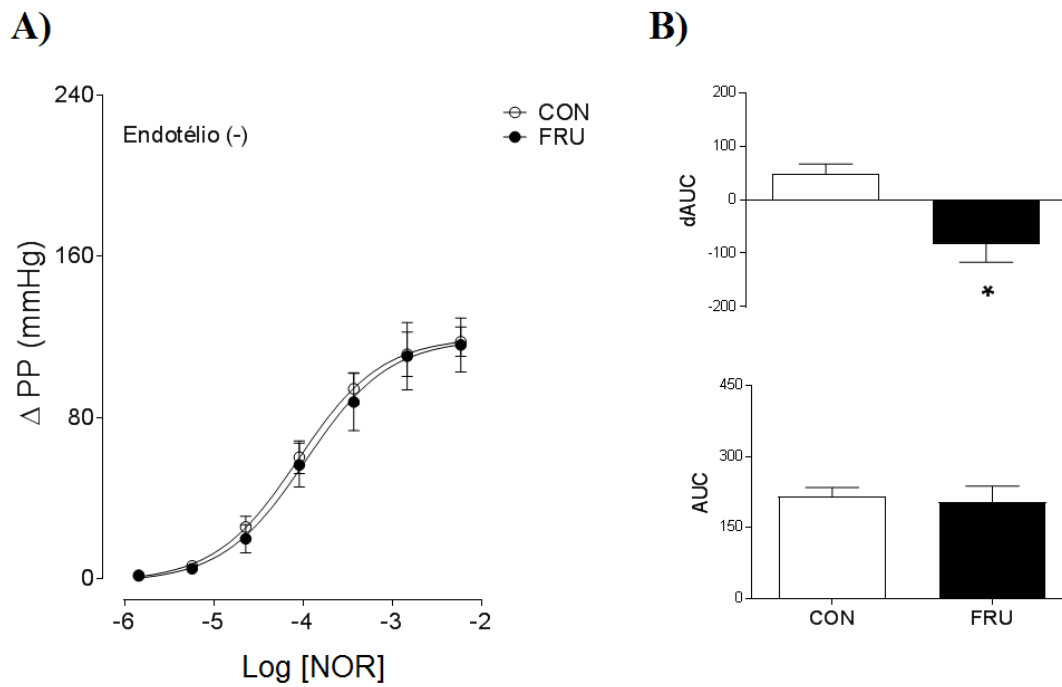 A)
240
160
80
0
Δ PP (mmHg)
Endotélio (-)
CON
FRU
-6 -5 -4 -3 -2
Log [NOR]
B)
200
100
0
-100
-200
dAUC
*
450
300
150
0
AUC
CON FRU